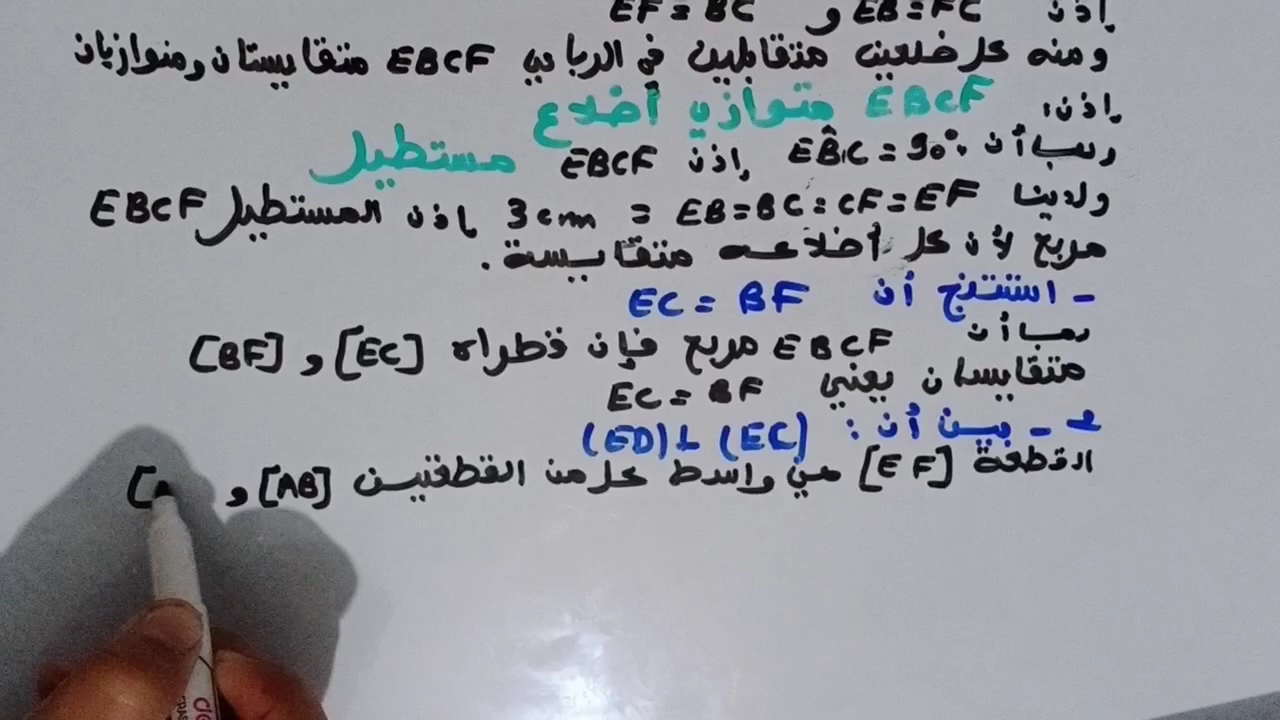 إذن EB=FC و EF=BC
ومنه كل ضلعين متقابلين في الرباعي EBCF متقايستان ومتوازيان
إذن: EBCF متوازي أضلاع
وبما أن EB̂C = 90° إذن EBCF مستطيل
ولدينا EB=BC=CF=EF = 3cm إذن المستطيل EBCF
مربع لأن كل أضلاعه متقايسة.
- استنتج أن EC = BF
بما أن EBCF مربع فإن قطراه [EC] و [BF]
متقايسان يعني EC = BF
- بين أن: (ED)⊥(EC)
القطعة [EF] هي واسط كل من القطعتين [AB] و [